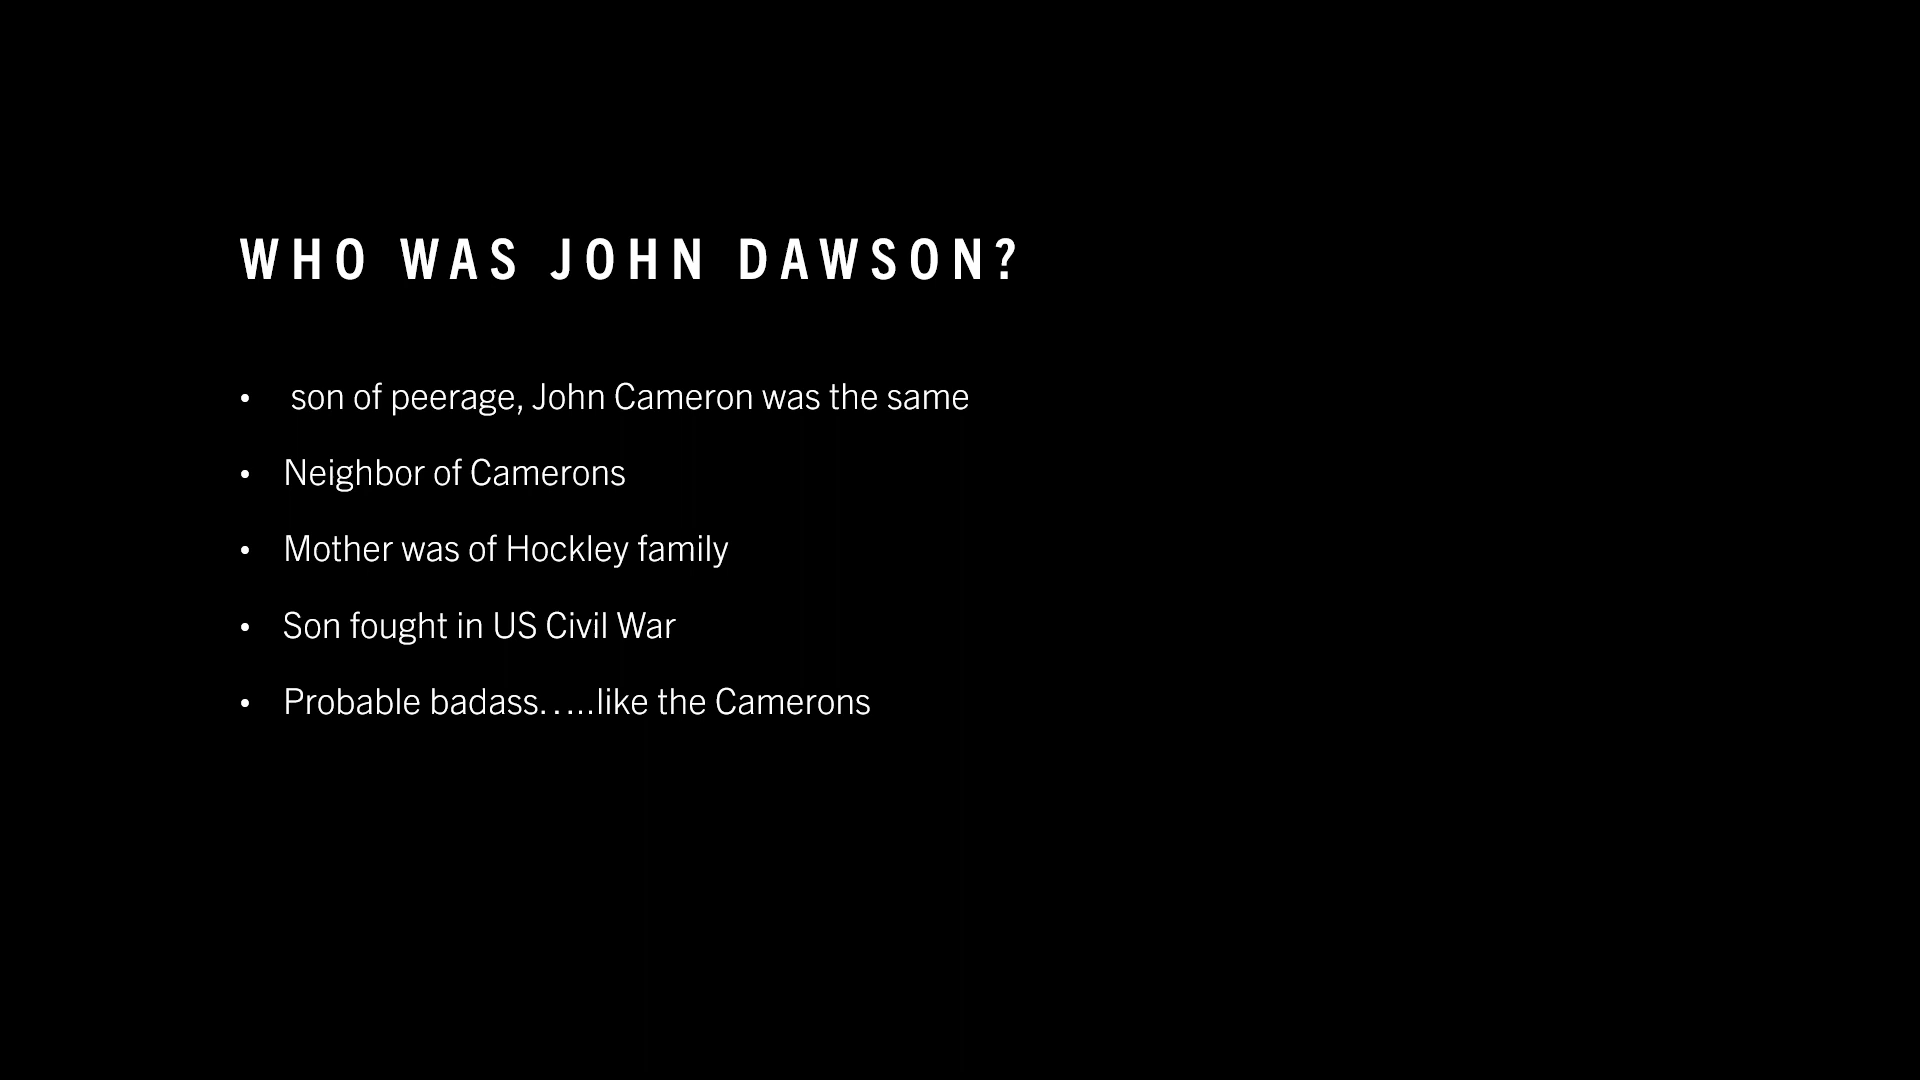 WHO WAS JOHN DAWSON?
• son of peerage, John Cameron was the same
• Neighbor of Camerons
• Mother was of Hockley family
• Son fought in US Civil War
• Probable badass…..like the Camerons